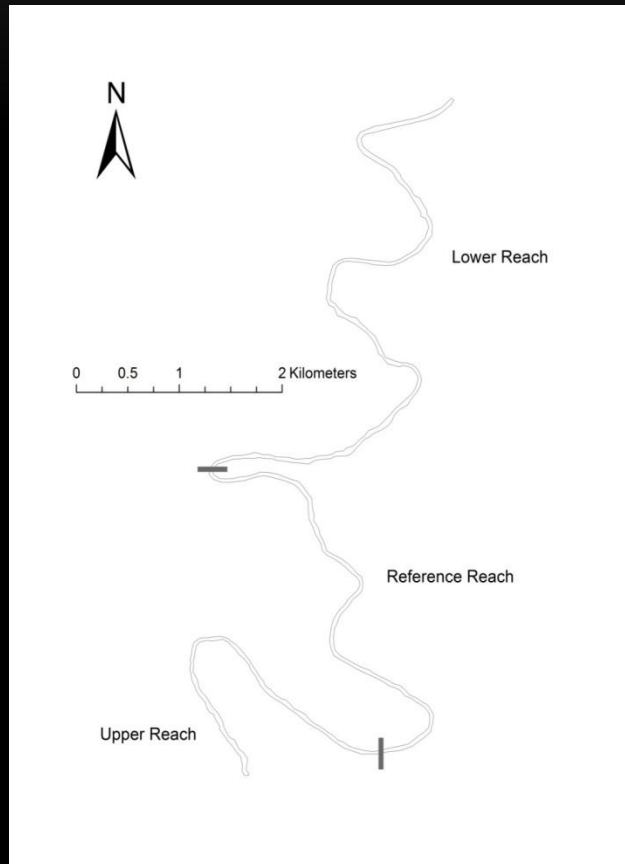 N
Lower Reach
0 0.5 1 2 Kilometers
Reference Reach
Upper Reach